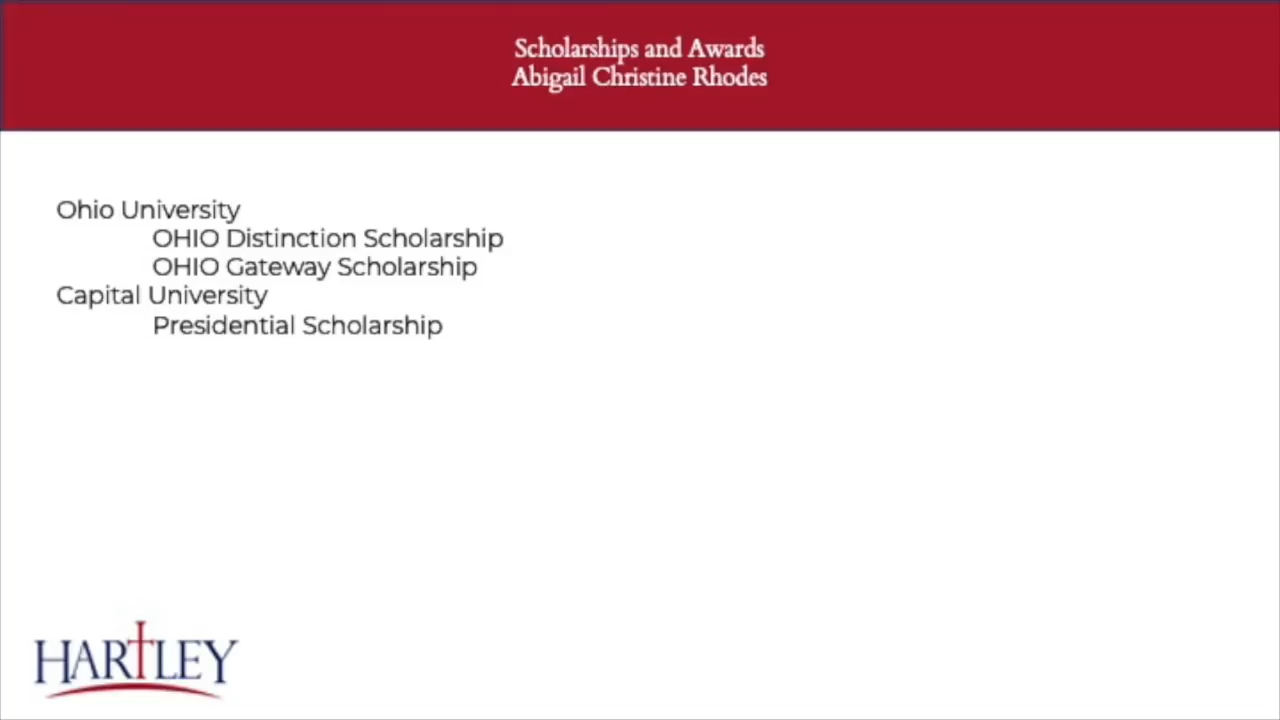 Scholarships and Awards
Abigail Christine Rhodes
Ohio University
OHIO Distinction Scholarship
OHIO Gateway Scholarship
Capital University
Presidential Scholarship
HARTLEY